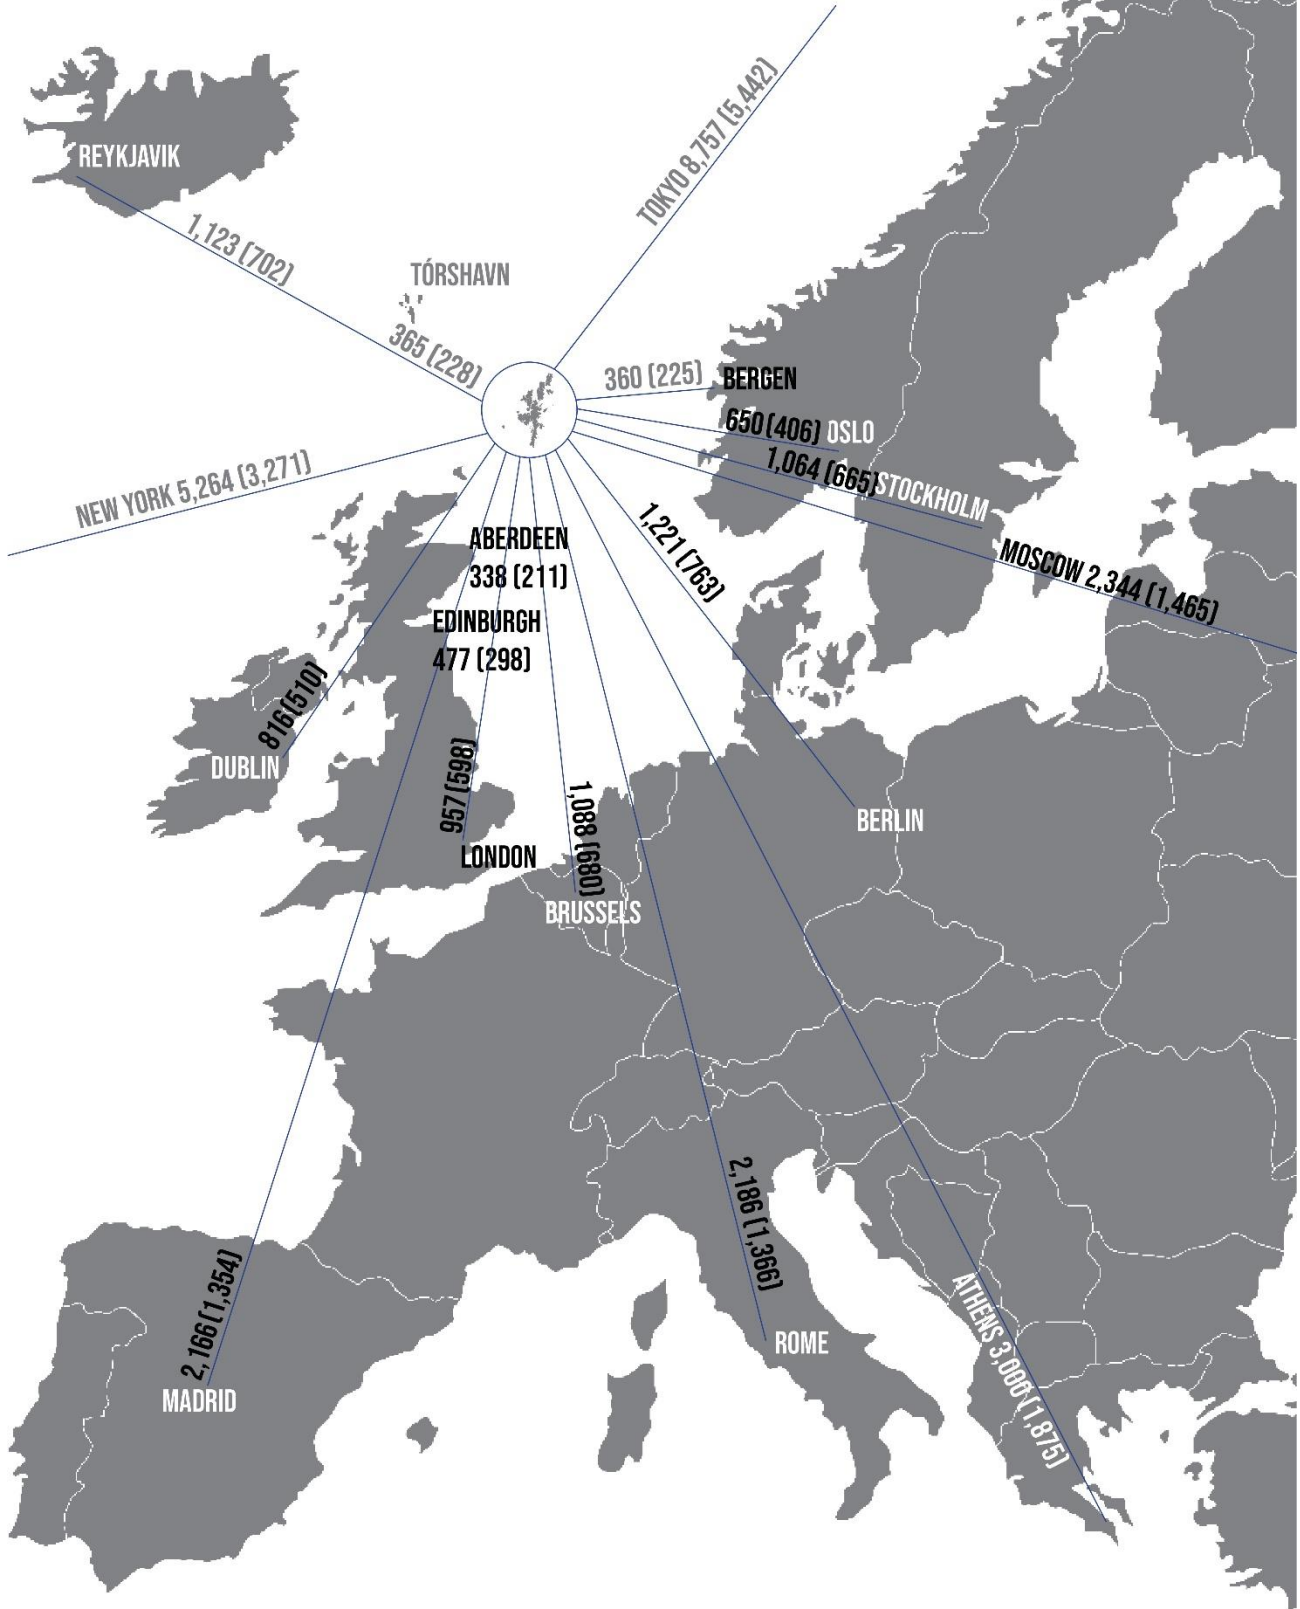 TOKYO 8,757 (5,442)
REYKJAVIK
1,123 (702)
TÓRSHAVN
365 (228)
360 (225)
BERGEN
650 (406)
OSLO
1,064 (665)
STOCKHOLM
NEW YORK 5,264 (3,271)
MOSCOW 2,344 (1,465)
1,221 (763)
ABERDEEN
338 (211)
EDINBURGH
477 (298)
816 (510)
DUBLIN
957 (598)
LONDON
1,088 (680)
BRUSSELS
BERLIN
2,186 (1,366)
ROME
2,166 (1,354)
MADRID
ATHENS 3,000 (1,875)